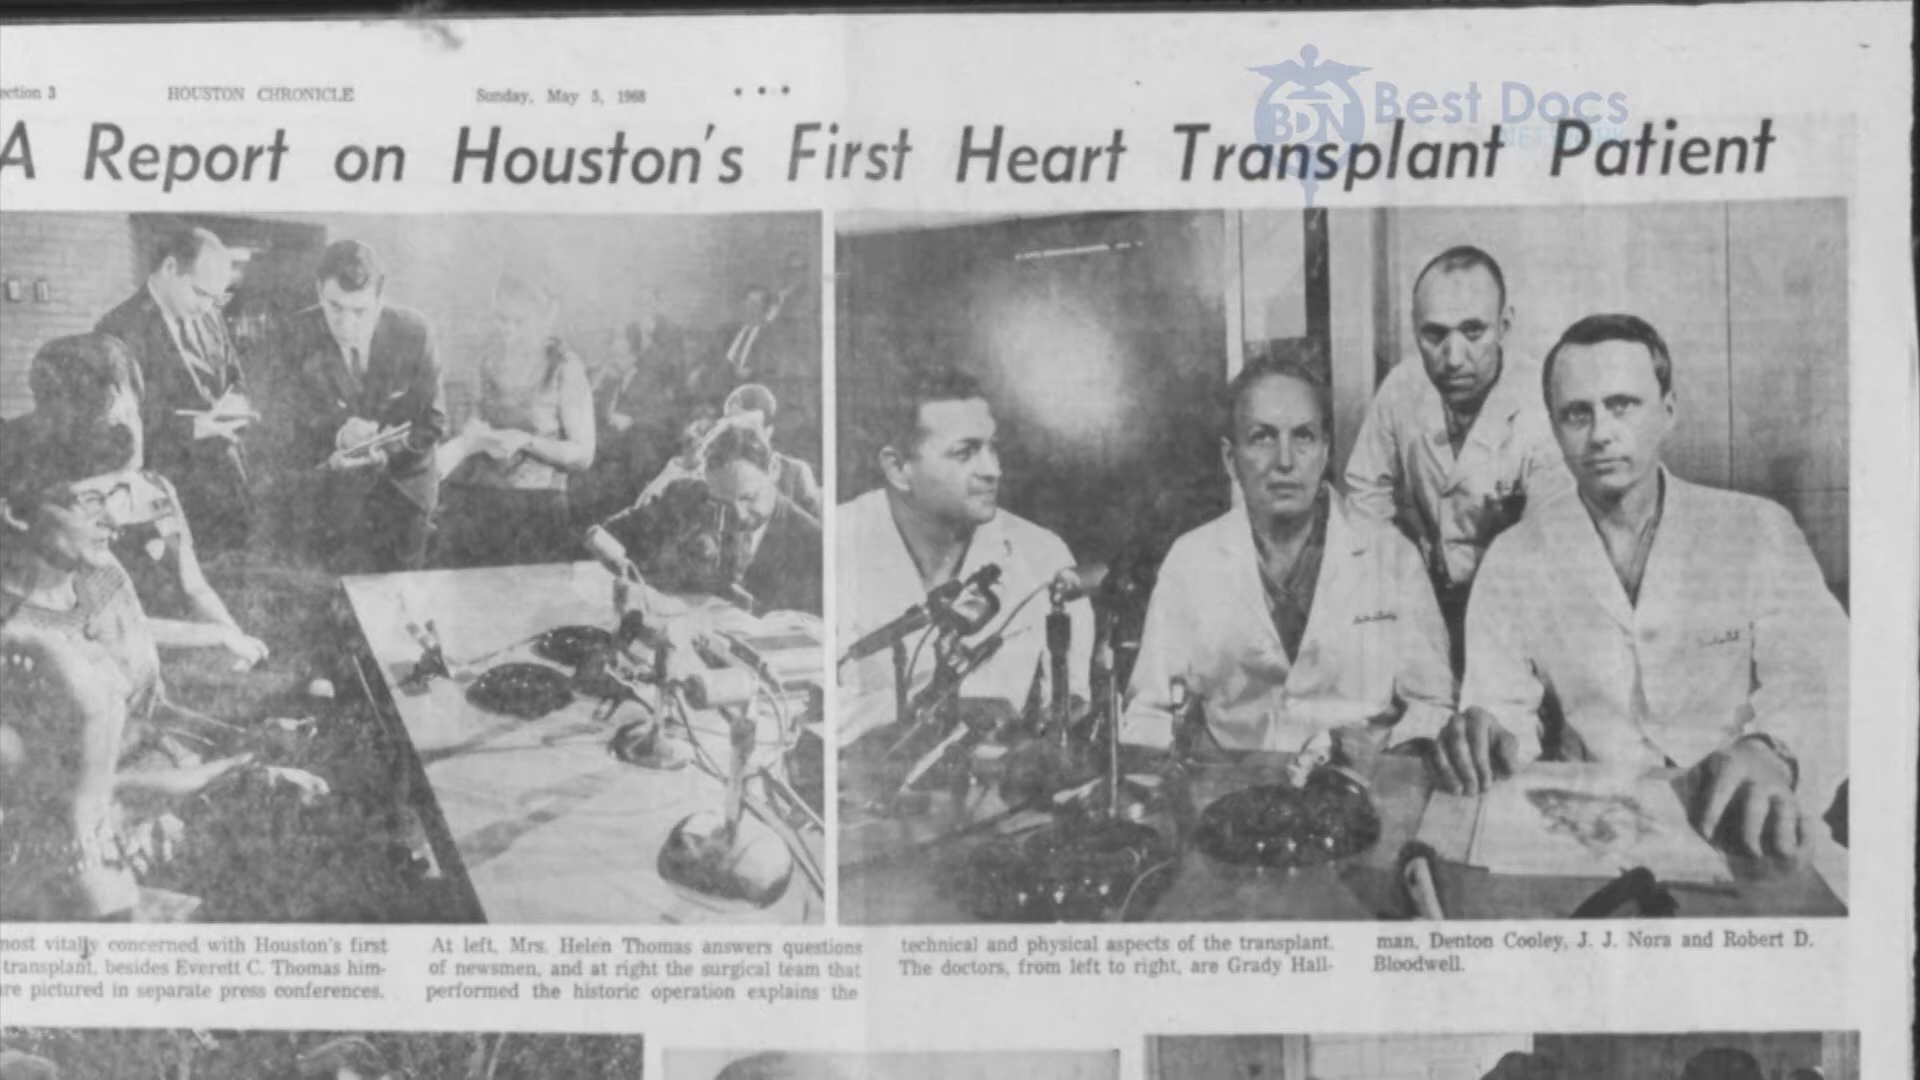 ection 3 HOUSTON CHRONICLE Sunday, May 5, 1968 • • •
BDN Best Docs
NETWORK
A Report on Houston's First Heart Transplant Patient
most vitally concerned with Houston's first
transplant, besides Everett C. Thomas him-
re pictured in separate press conferences.
At left, Mrs. Helen Thomas answers questions
of newsmen, and at right the surgical team that
performed the historic operation explains the
technical and physical aspects of the transplant.
The doctors, from left to right, are Grady Hall-
man, Denton Cooley, J. J. Nora and Robert D.
Bloodwell.